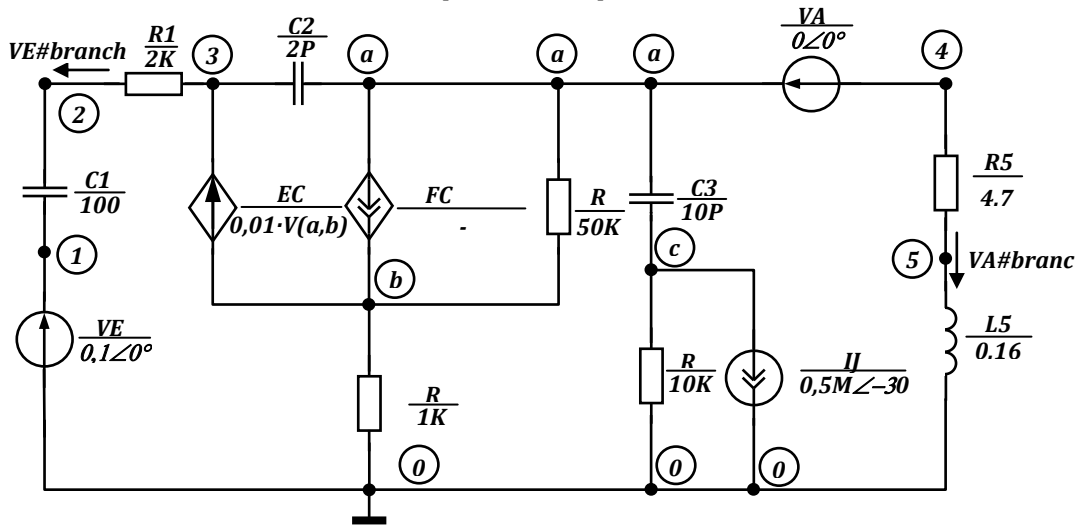 VE#branch
R1
2K
3
C2
2P
a
a
a
VA
0∠0°
4
2
C1
100
EC
0,01·V(a,b)
FC
-
R
50K
C3
10P
R5
4.7
1
c
5
VA#branc
b
VE
0,1∠0°
R
1K
R
10K
IJ
0,5M∠−30
L5
0.16
0
0
0